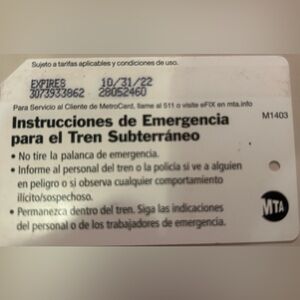 Sujeto a tarifas aplicables y condiciones de uso.
EXPIRES 10/31/22
3073933862 28052460
Para Servicio al Cliente de MetroCard, llame al 511 o visite eFIX en mta.info
Instrucciones de Emergencia M1403
para el Tren Subterráneo
• No tire la palanca de emergencia.
• Informe al personal del tren o la policía si ve a alguien
en peligro o si observa cualquier comportamiento
ilícito/sospechoso.
• Permanezca dentro del tren. Siga las indicaciones
del personal o de los trabajadores de emergencia.
MTA